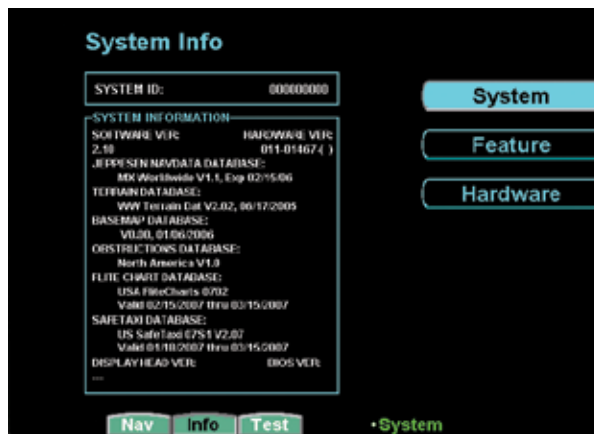 System Info
SYSTEM ID: 000000000
System
SYSTEM INFORMATION
SOFTWARE VER: HARDWARE VER:
2.10 011-01467-( )
Feature
JEPPESEN NAVDATA DATABASE:
MX Worldwide V1.1, Exp 02/15/06
TERRAIN DATABASE:
WW Terrain Dat V2.02, 06/17/2005
Hardware
BASEMAP DATABASE:
V0.00, 01/06/2006
OBSTRUCTIONS DATABASE:
North America V1.0
FLITE CHART DATABASE:
USA FliteCharts 0702
Valid 02/15/2007 thru 03/15/2007
SAFETAXI DATABASE:
US SafeTaxi 07S1 V2.07
Valid 01/18/2007 thru 03/15/2007
DISPLAY HEAD VER: BIOS VER:
---
Nav Info Test •System